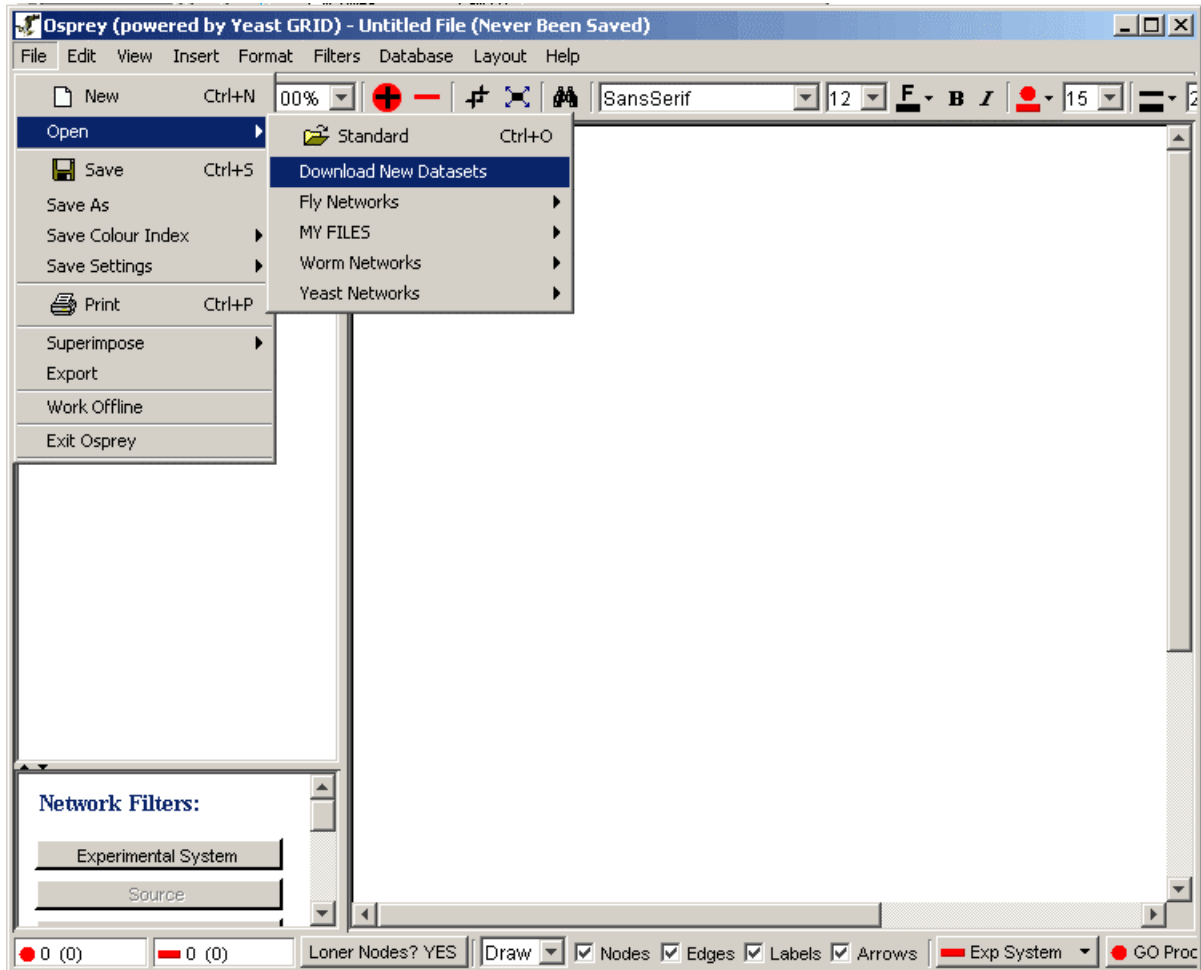 Osprey (powered by Yeast GRID) - Untitled File (Never Been Saved)
File Edit View Insert Format Filters Database Layout Help
00% SansSerif 12 F B I 15
New Ctrl+N
Open
Save Ctrl+S
Save As
Save Colour Index
Save Settings
Print Ctrl+P
Superimpose
Export
Work Offline
Exit Osprey
Standard Ctrl+O
Download New Datasets
Fly Networks
MY FILES
Worm Networks
Yeast Networks
Network Filters:
Experimental System
Source
0 (0) 0 (0) Loner Nodes? YES Draw Nodes Edges Labels Arrows Exp System GO Proc